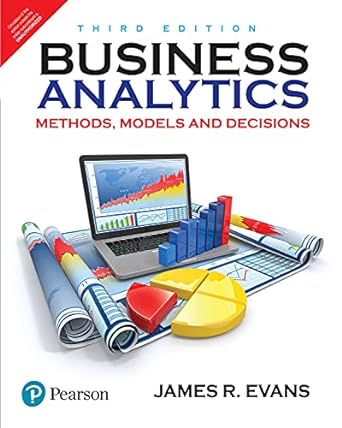 THIRD EDITION
BUSINESS
ANALYTICS
METHODS, MODELS AND DECISIONS
Pearson
JAMES R. EVANS